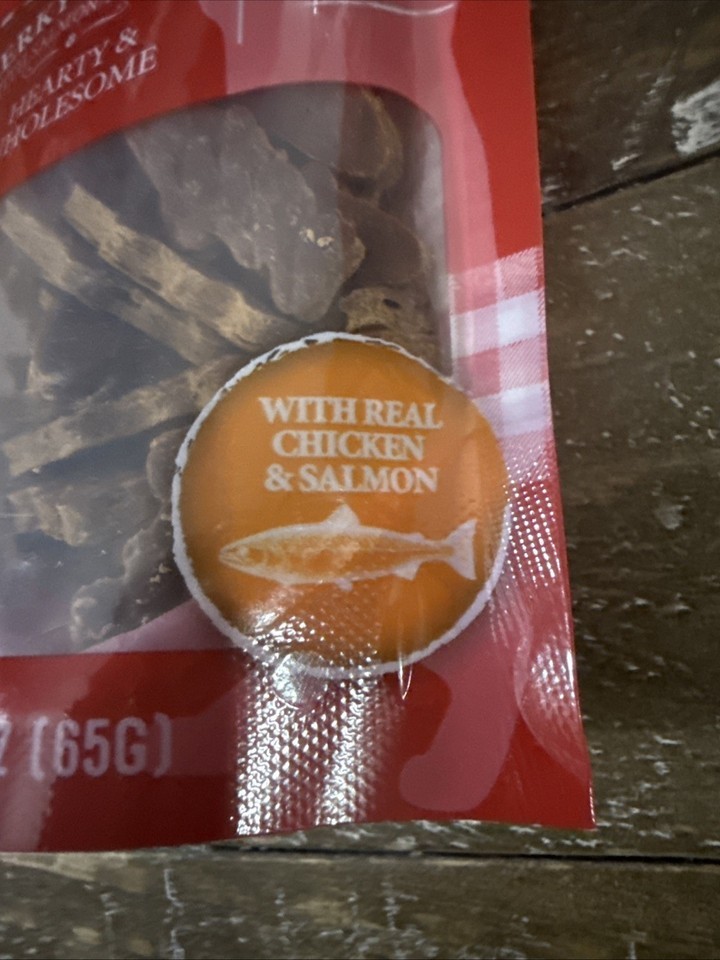 HEARTY &
WHOLESOME
WITH REAL
CHICKEN
& SALMON
(65G)